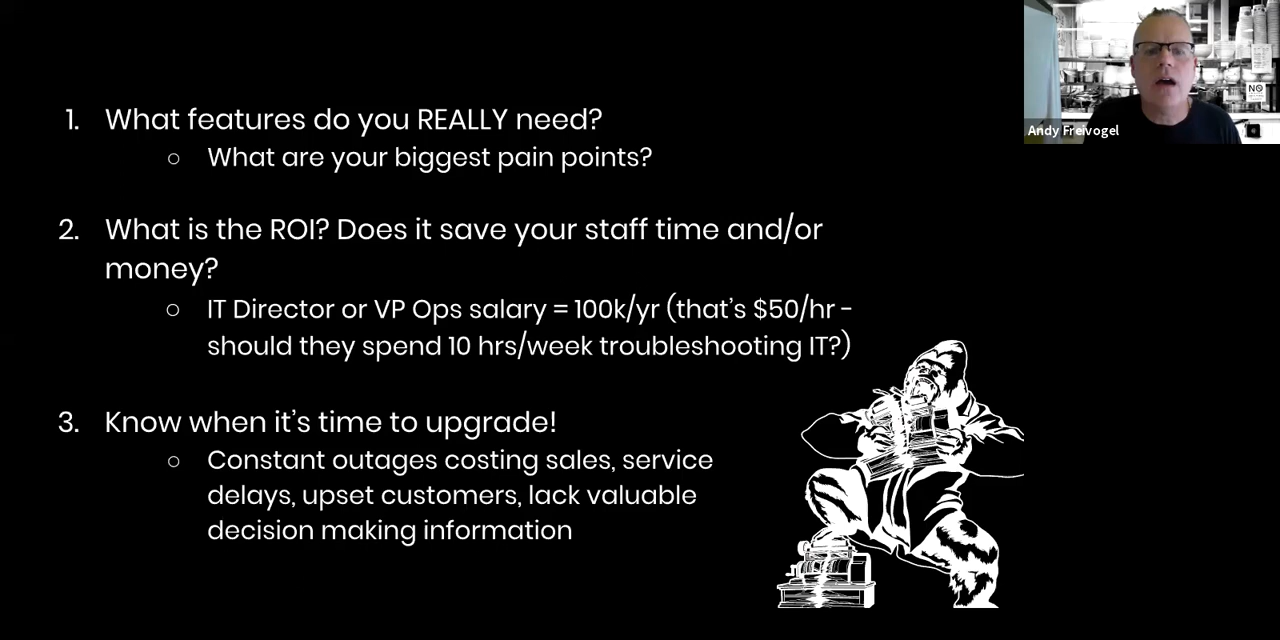 1. What features do you REALLY need?
○ What are your biggest pain points?
2. What is the ROI? Does it save your staff time and/or
money?
○ IT Director or VP Ops salary = 100k/yr (that's $50/hr -
should they spend 10 hrs/week troubleshooting IT?)
3. Know when it's time to upgrade!
○ Constant outages costing sales, service
delays, upset customers, lack valuable
decision making information
Andy Freivogel
NO